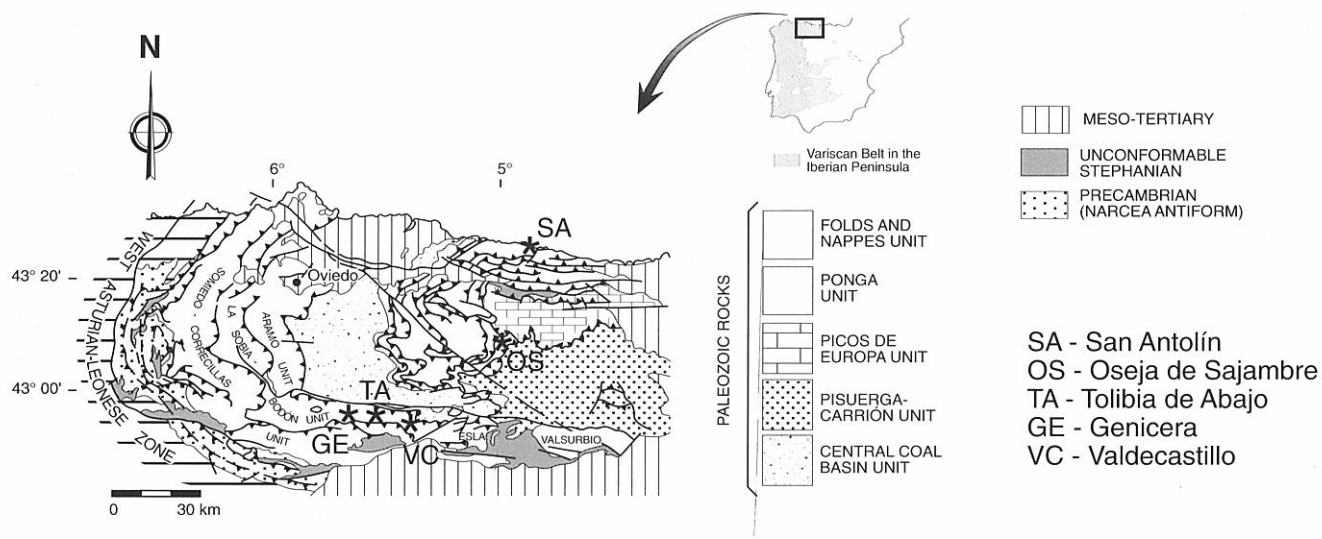 N
6°
5°
43° 20'
43° 00'
WEST
ASTURIAN-LEONESE
ZONE
SOMIEDO
CORRECILLAS
UNIT
LA
SOBIA
BODÓN UNIT
ARAMO
UNIT
Oviedo
SA
OS
TA
GE
VC
ESLA
VALSURBIO
0 30 km
Variscan Belt in the
Iberian Peninsula
PALEOZOIC ROCKS
FOLDS AND
NAPPES UNIT
PONGA
UNIT
PICOS DE
EUROPA UNIT
PISUERGA-
CARRIÓN UNIT
CENTRAL COAL
BASIN UNIT
MESO-TERTIARY
UNCONFORMABLE
STEPHANIAN
PRECAMBRIAN
(NARCEA ANTIFORM)
SA - San Antolín
OS - Oseja de Sajambre
TA - Tolibia de Abajo
GE - Genicera
VC - Valdecastillo